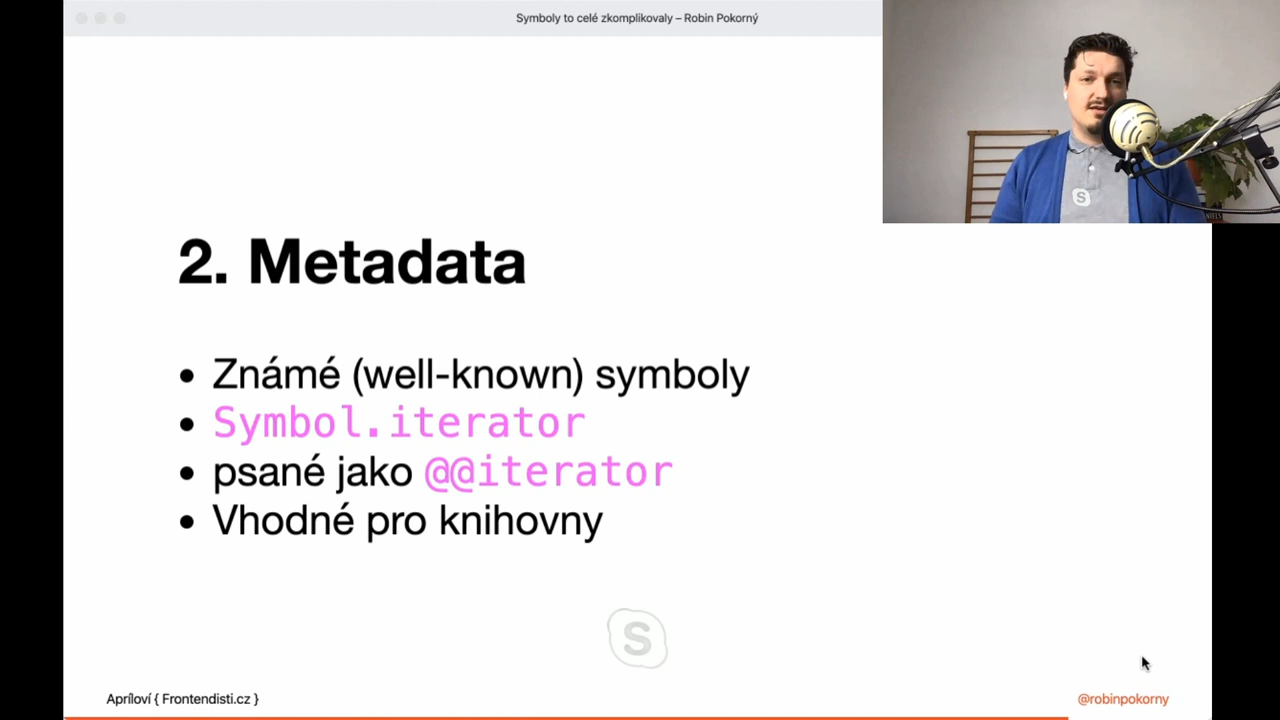 Symboly to celé zkomplikovaly – Robin Pokorný
2. Metadata
• Známé (well-known) symboly
• Symbol.iterator
• psané jako @@iterator
• Vhodné pro knihovny
S
Apríloví { Frontendisti.cz }
@robinpokorny